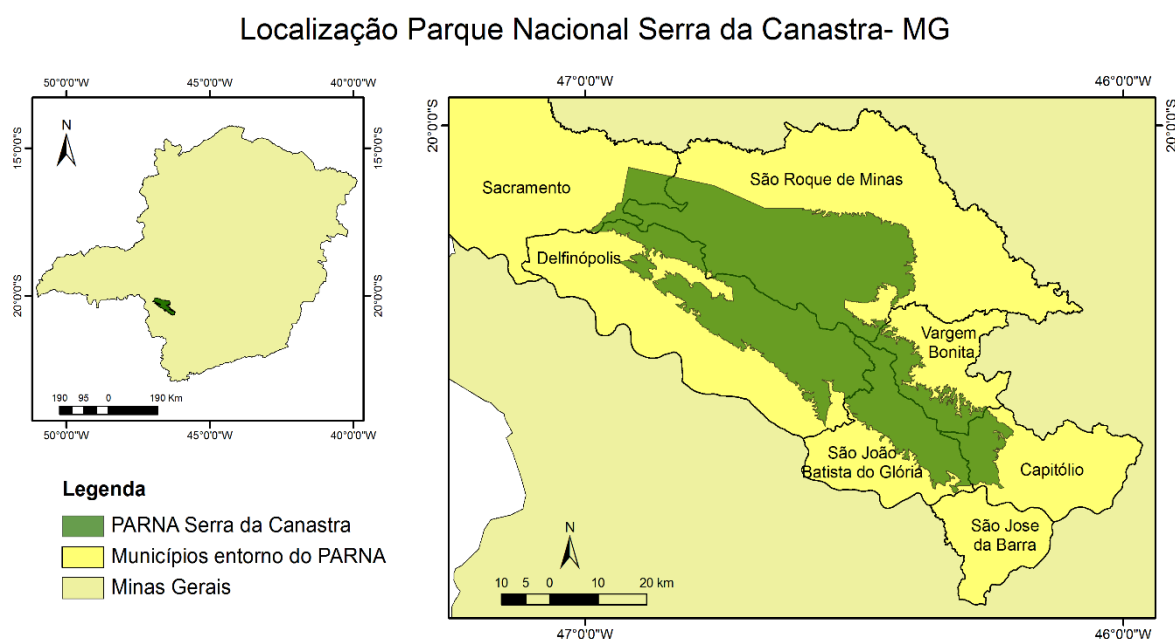 Localização Parque Nacional Serra da Canastra- MG
50°0'0"W 45°0'0"W 40°0'0"W
15°0'0"S
15°0'0"S
20°0'0"S
20°0'0"S
N
190 95 0 190 Km
50°0'0"W 45°0'0"W 40°0'0"W
Legenda
PARNA Serra da Canastra
Municípios entorno do PARNA
Minas Gerais
47°0'0"W 46°0'0"W
20°0'0"S
20°0'0"S
Sacramento
São Roque de Minas
Delfinópolis
Vargem
Bonita
São João
Batista do Glória
Capitólio
São Jose
da Barra
N
10 5 0 10 20 km
47°0'0"W 46°0'0"W